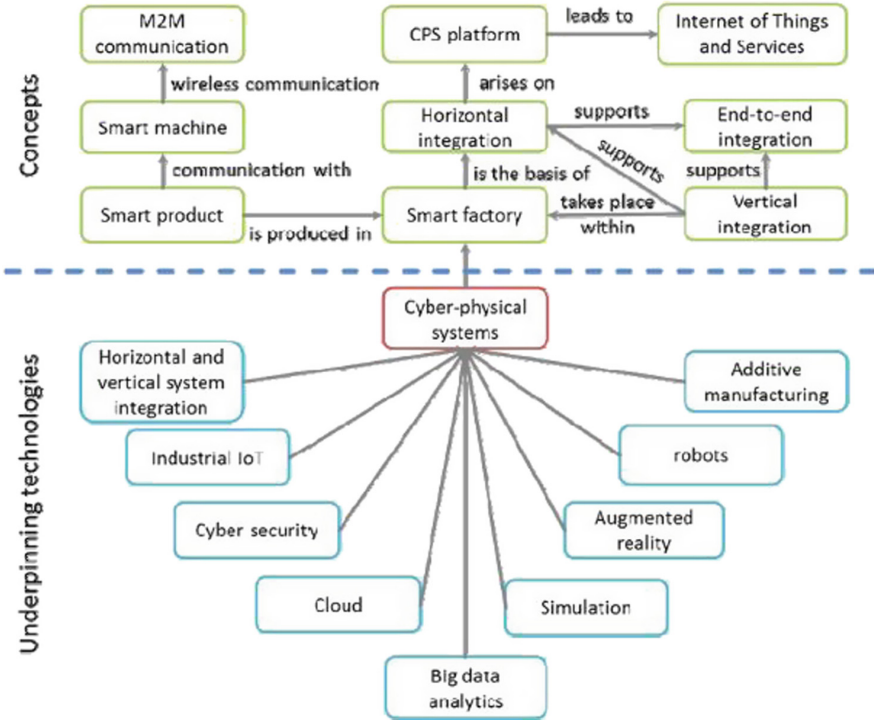 Concepts
M2M
communication
CPS platform
leads to
Internet of Things
and Services
wireless communication
arises on
Smart machine
Horizontal
integration
supports
End-to-end
integration
communication with
is the basis of
supports
supports
Smart product
is produced in
Smart factory
takes place
within
Vertical
integration
Underpinning technologies
Cyber-physical
systems
Horizontal and
vertical system
integration
Additive
manufacturing
Industrial IoT
robots
Cyber security
Augmented
reality
Cloud
Simulation
Big data
analytics